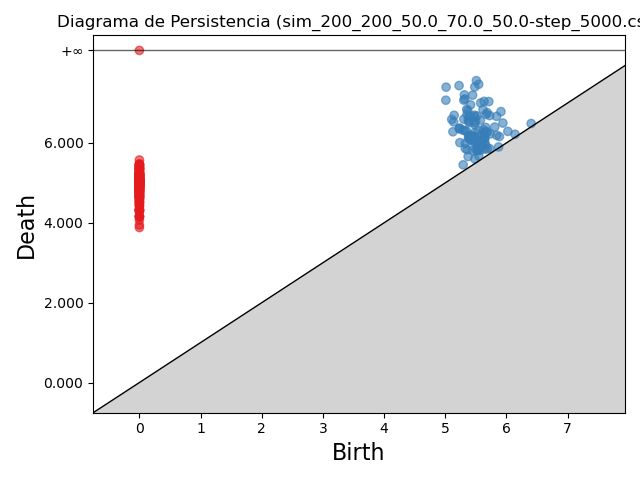 Diagrama de Persistencia (sim_200_200_50.0_70.0_50.0-step_5000.cs
+∞
6.000
4.000
2.000
0.000
Death
0 1 2 3 4 5 6 7
Birth